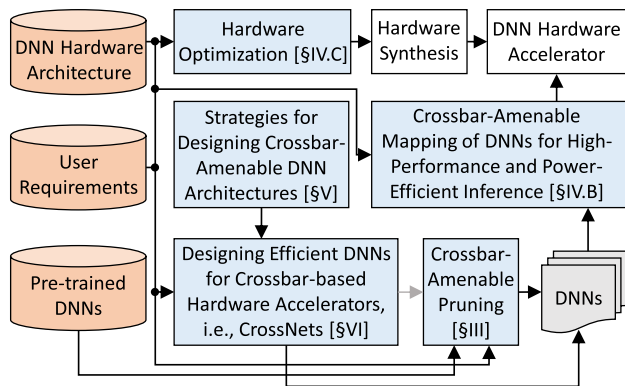 DNN Hardware
Architecture
Hardware
Optimization [§IV.C]
Hardware
Synthesis
DNN Hardware
Accelerator
User
Requirements
Strategies for
Designing Crossbar-
Amenable DNN
Architectures [§V]
Crossbar-Amenable
Mapping of DNNs for High-
Performance and Power-
Efficient Inference [§IV.B]
Pre-trained
DNNs
Designing Efficient DNNs
for Crossbar-based
Hardware Accelerators,
i.e., CrossNets [§VI]
Crossbar-
Amenable
Pruning
[§III]
DNNs